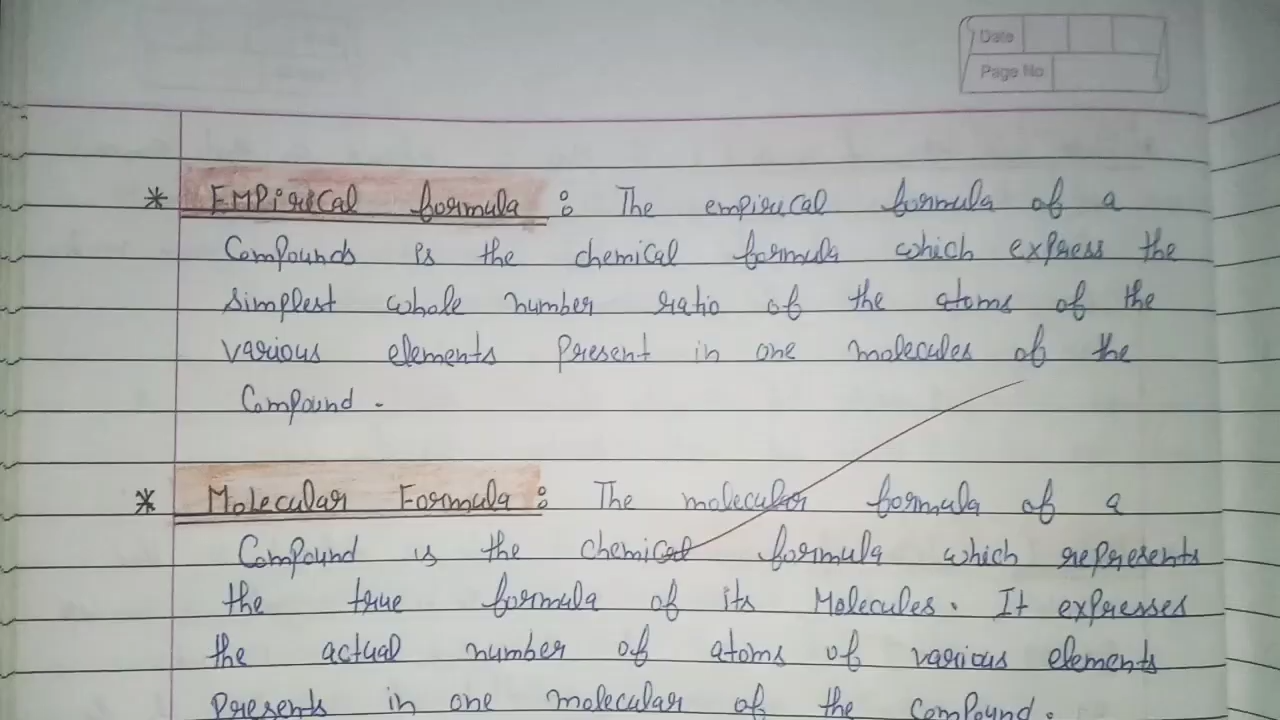 Date
Page No
* EMPirical formula : The empirical formula of a
Compounds is the chemical formula which express the
simplest whole number ratio of the atoms of the
various elements Present in one molecules of the
Compound .
* Molecular Formula : The molecular formula of a
Compound is the chemical formula which represents
the true formula of its Molecules. It expresses
the actual number of atoms of various elements
Presents in one molecular of the Compound.